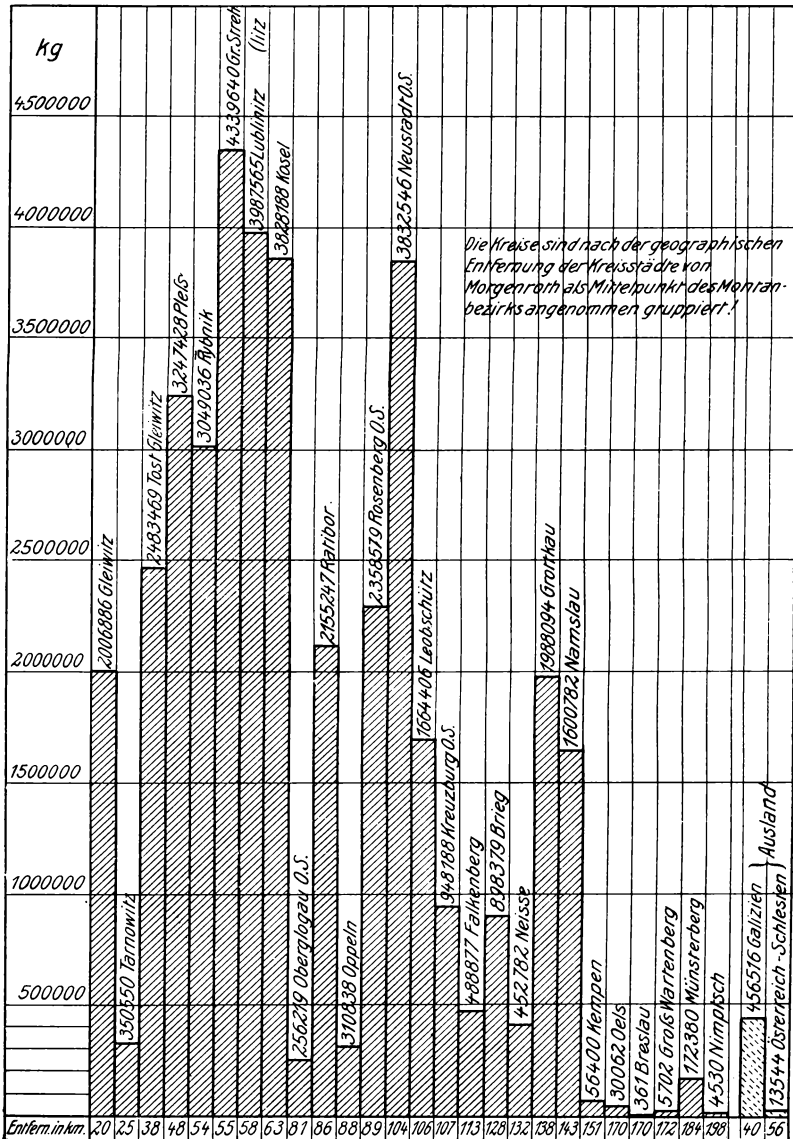 kg
4500000
4000000
3500000
3000000
2500000
2000000
1500000
1000000
500000
2006886 Gleiwitz
350550 Tarnowitz
2483469 Tost Gleiwitz
3247428 Pleß
3049036 Rybnik
4339640 Gr. Streh
(litz
3987565 Lublinitz
3828188 Kosel
256219 Oberglogau O.S.
2155247 Ratibor.
310838 Oppeln
2358579 Rosenberg O.S.
3832546 Neustadt O.S.
1664406 Leobschütz
948188 Kreuzburg O.S.
488877 Falkenberg
898379 Brieg
452782 Neisse
1988094 Grottkau
1600782 Namslau
56400 Kempen
30062 Oels
361 Breslau
5702 Groß Wartenberg
172380 Münsterberg
4530 Nimptsch
456516 Galizien
13544 Österreich-Schlesien
} Ausland
Die Kreise sind nach der geographischen
Entfernung der Kreisstädte von
Morgenroth als Mittelpunkt des Montan-
bezirks angenommen gruppiert!
Entfern. in km. 20 25 38 48 54 55 58 63 81 86 88 89 104 106 107 113 128 132 138 143 151 170 170 172 184 198 40 56